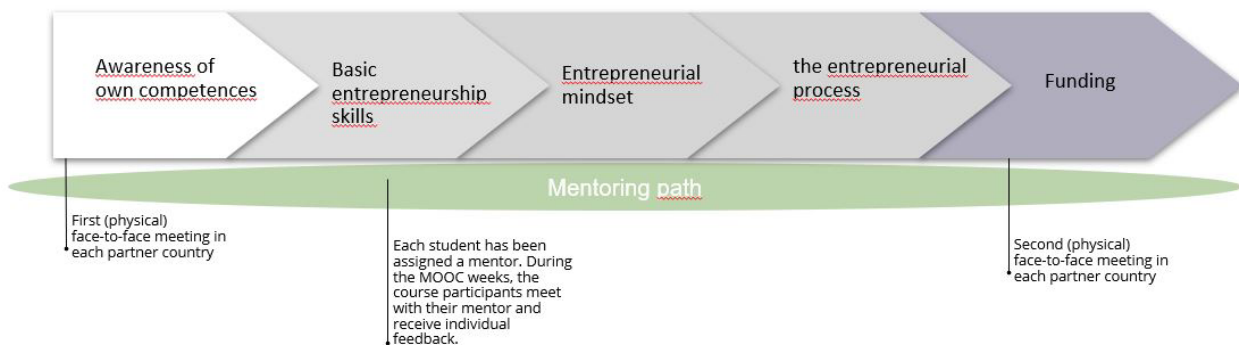 Awareness of
own competences
Basic
entrepreneurship
skills
Entrepreneurial
mindset
the entrepreneurial
process
Funding
Mentoring path
First (physical)
face-to-face meeting in
each partner country
Each student has been
assigned a mentor. During
the MOOC weeks, the
course participants meet
with their mentor and
receive individual
feedback.
Second (physical)
face-to-face meeting in
each partner country